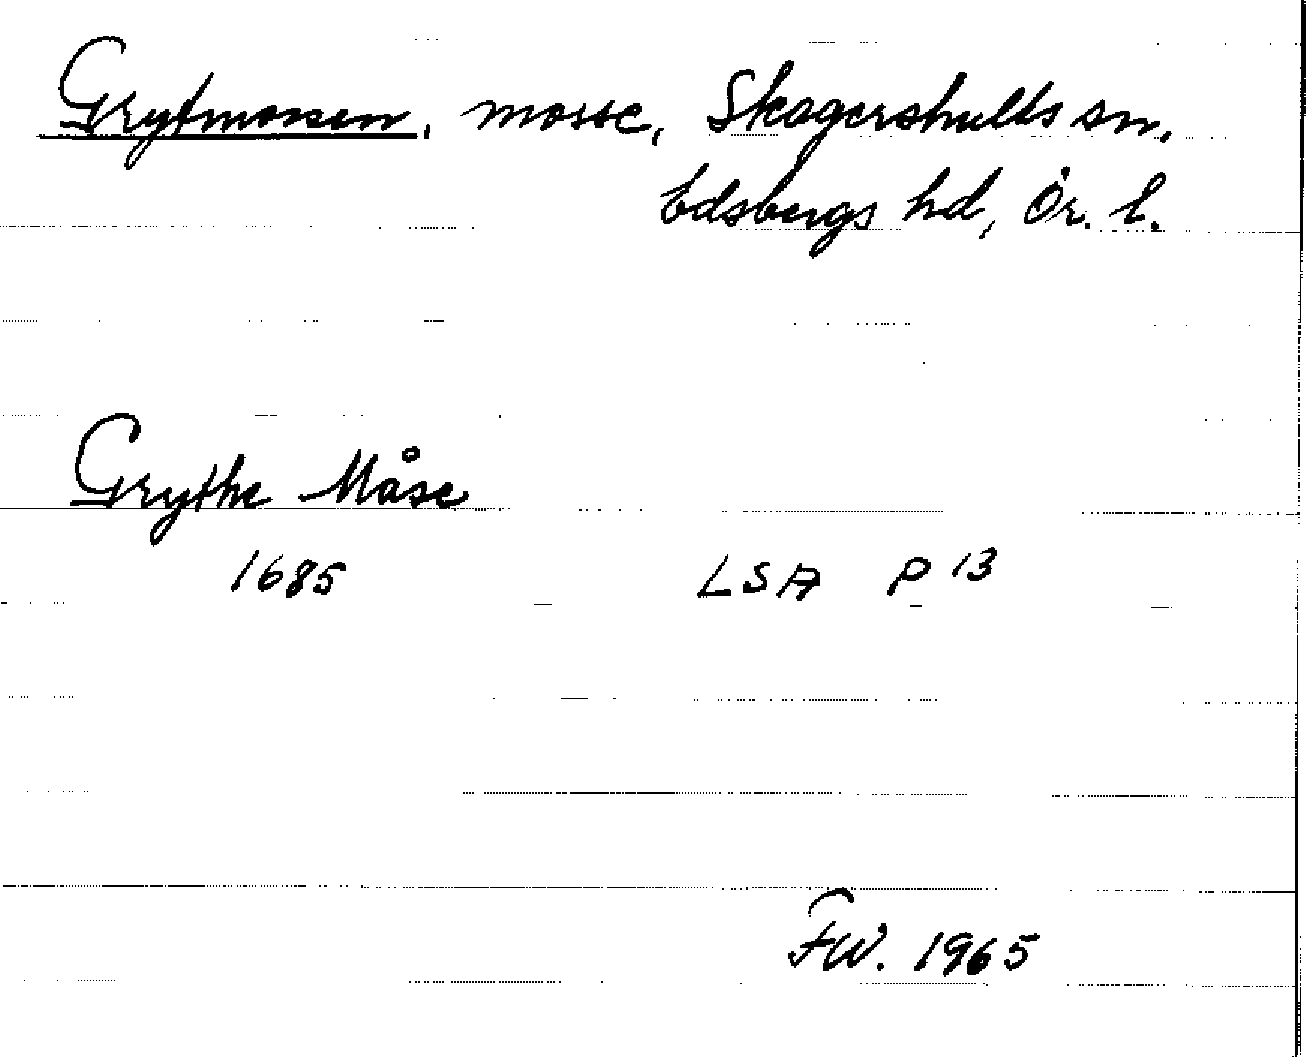 Grytmossen, mosse, Skagershults sn,
Edsbergs hd, Ör. l.
Grythe Måse
1685 LSA P 13
FW. 1965